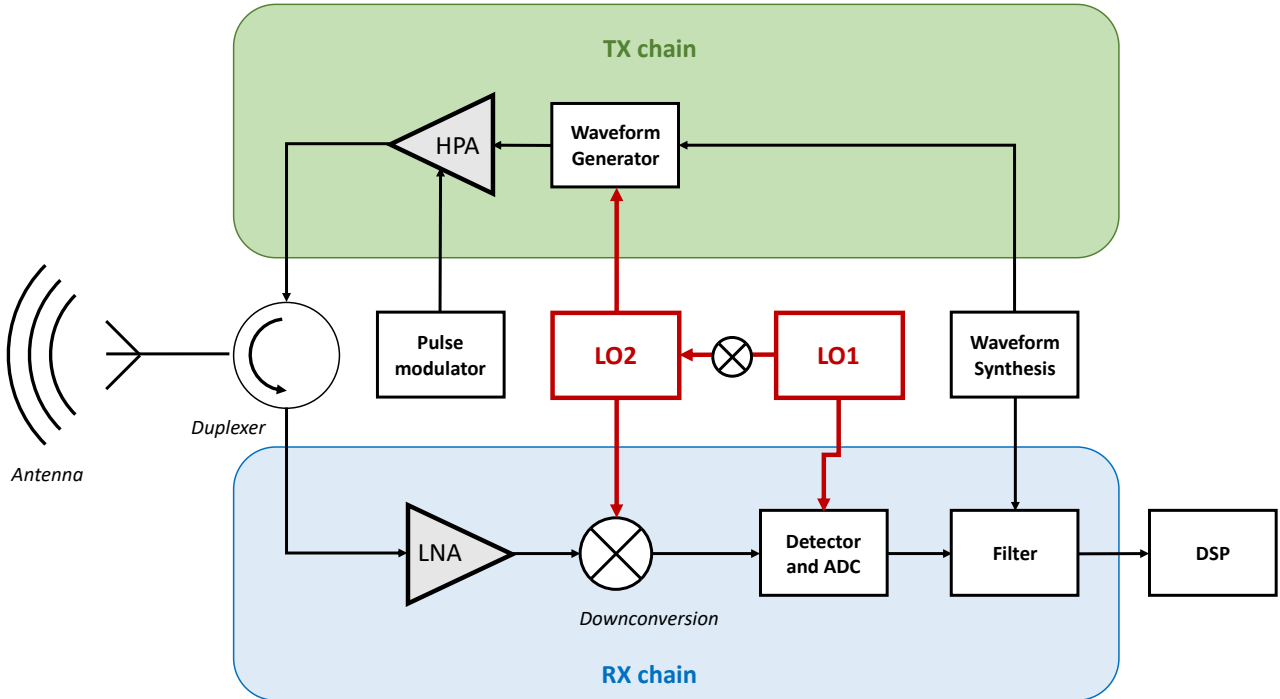 TX chain
HPA
Waveform
Generator
Pulse
modulator
LO2
LO1
Waveform
Synthesis
Duplexer
Antenna
LNA
Downconversion
Detector
and ADC
Filter
DSP
RX chain